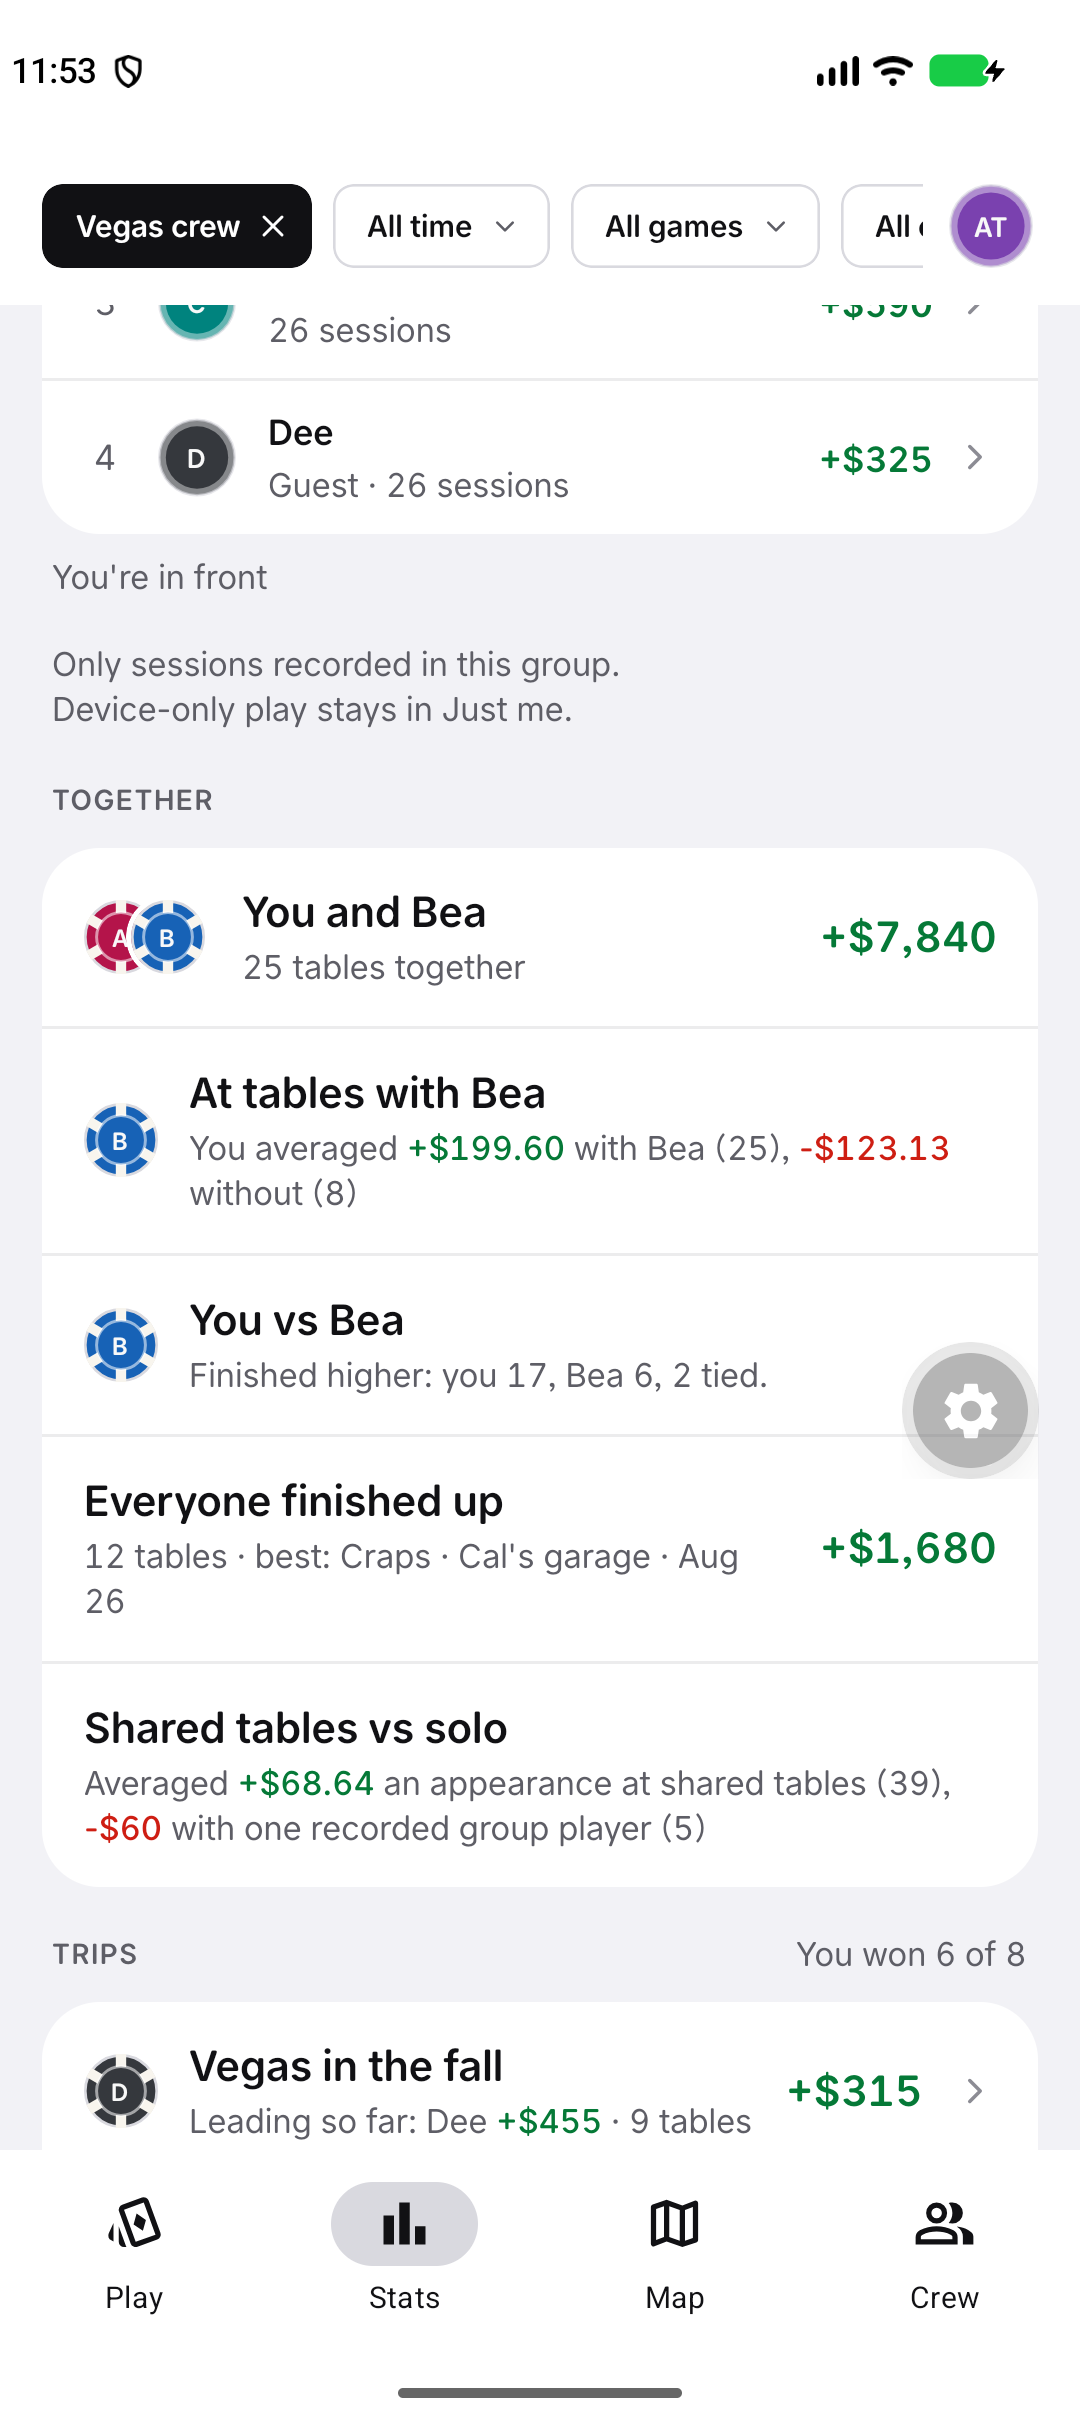 11:53
Vegas crew
All time
All games
All
AT
26 sessions
4
D
Dee
Guest · 26 sessions
+$325
You're in front
Only sessions recorded in this group.
Device-only play stays in Just me.
TOGETHER
A
B
You and Bea
25 tables together
+$7,840
B
At tables with Bea
You averaged +$199.60 with Bea (25), -$123.13
without (8)
B
You vs Bea
Finished higher: you 17, Bea 6, 2 tied.
Everyone finished up
12 tables · best: Craps · Cal's garage · Aug
26
+$1,680
Shared tables vs solo
Averaged +$68.64 an appearance at shared tables (39),
-$60 with one recorded group player (5)
TRIPS
You won 6 of 8
D
Vegas in the fall
Leading so far: Dee +$455 · 9 tables
+$315
Play
Stats
Map
Crew